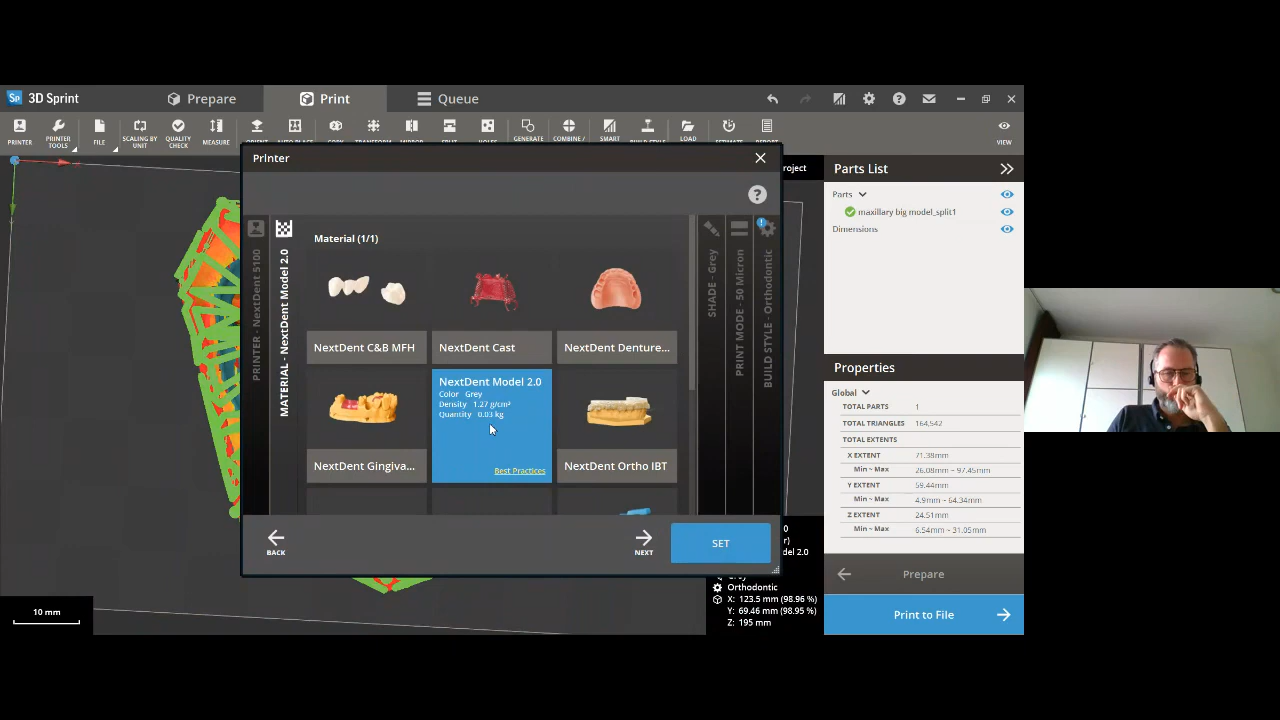 Sp 3D Sprint
Prepare
Print
Queue
PRINTER
PRINTER TOOLS
FILE
SCALING BY UNIT
QUALITY CHECK
MEASURE
GENERATE
COMBINE /
SMART
BUILD STYLE
LOAD
ESTIMATE
REPORT
VIEW
Printer
roject
?
PRINTER - NextDent 5100
MATERIAL - NextDent Model 2.0
Material (1/1)
NextDent C&B MFH
NextDent Cast
NextDent Denture...
NextDent Gingiva...
NextDent Model 2.0
Color Grey
Density 1.27 g/cm³
Quantity 0.03 kg
Best Practices
NextDent Ortho IBT
SHADE - Grey
PRINT MODE - 50 Micron
BUILD STYLE - Orthodontic
BACK
NEXT
SET
Parts List
Parts
maxillary big model_split1
Dimensions
Properties
Global
TOTAL PARTS 1
TOTAL TRIANGLES 164,542
TOTAL EXTENTS
X EXTENT 71.38mm
Min ~ Max 26.08mm ~ 97.45mm
Y EXTENT 59.44mm
Min ~ Max 4.9mm ~ 64.34mm
Z EXTENT 24.51mm
Min ~ Max 6.54mm ~ 31.05mm
Prepare
Print to File
10 mm
Orthodontic
X: 123.5 mm (98.96 %)
Y: 69.46 mm (98.95 %)
Z: 195 mm